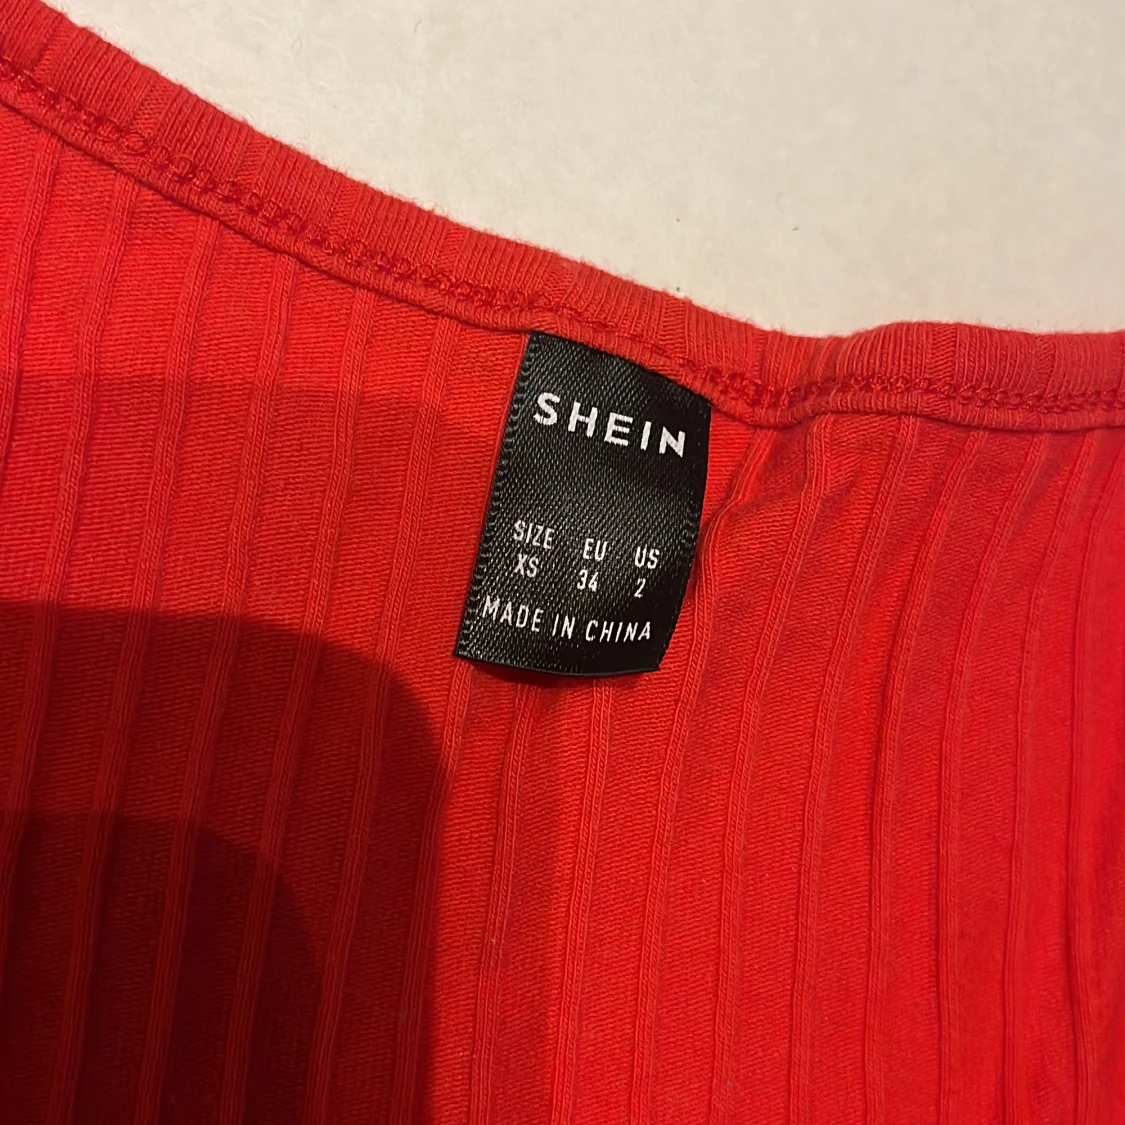 SHEIN
SIZE EU US
XS 34 2
MADE IN CHINA